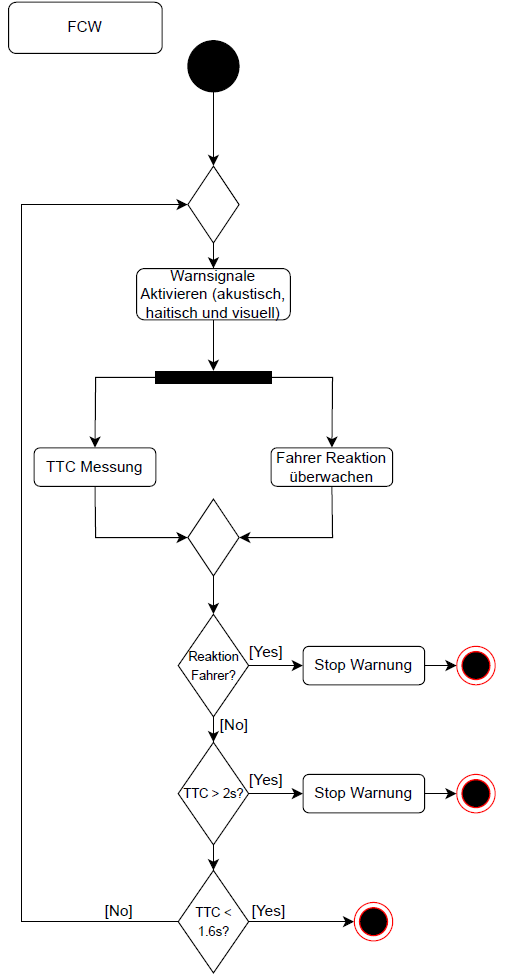 FCW
Warnsignale
Aktivieren (akustisch,
haitisch und visuell)
TTC Messung
Fahrer Reaktion
überwachen
Reaktion
Fahrer?
[Yes]
Stop Warnung
[No]
TTC > 2s?
[Yes]
Stop Warnung
[No]
TTC <
1.6s?
[Yes]